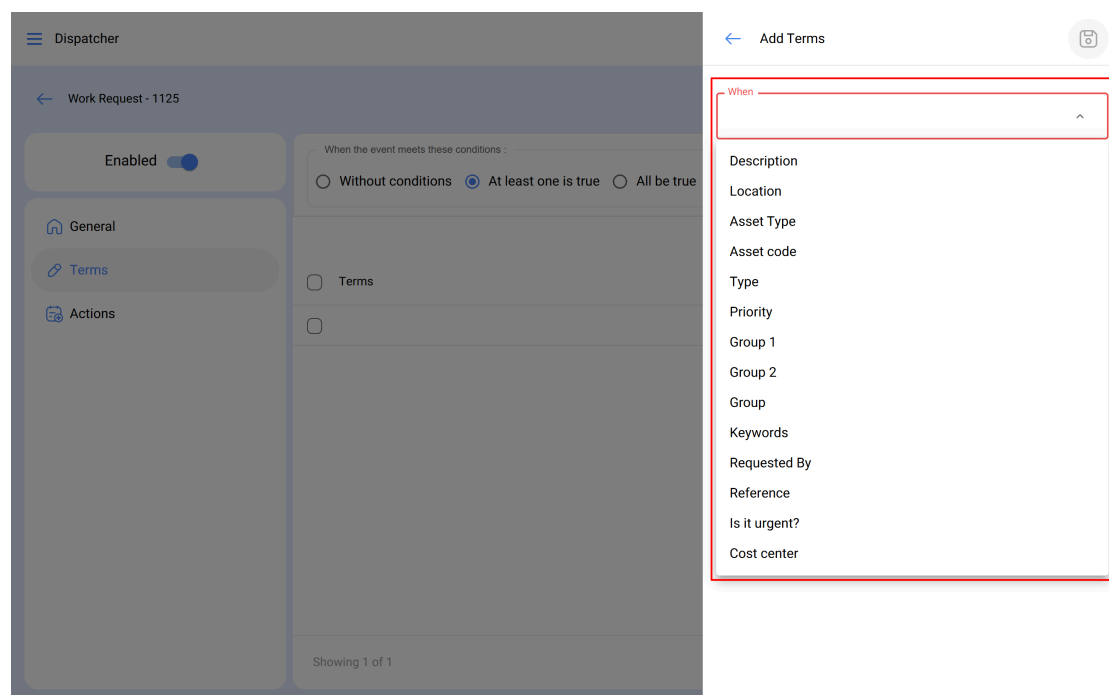 Dispatcher
Work Request - 1125
Enabled
General
Terms
Actions
When the event meets these conditions :
Without conditions At least one is true All be true
Terms
Showing 1 of 1
Add Terms
When
Description
Location
Asset Type
Asset code
Type
Priority
Group 1
Group 2
Group
Keywords
Requested By
Reference
Is it urgent?
Cost center